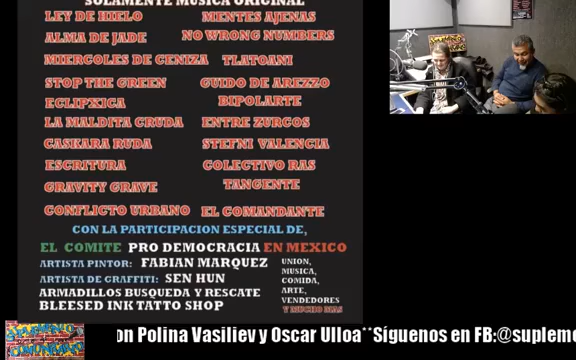 SOLAMENTE MUSICA ORIGINAL
LEY DE HIELO
MENTES AJENAS
ALMA DE JADE
NO WRONG NUMBERS
MIERCOLES DE CENIZA
TLATOANI
STOP THE GREEN
GUIDO DE AREZZO
ECLIPXICA
BIPOLARTE
LA MALDITA CRUDA
ENTRE ZURCOS
CASKARA RUDA
STEFNI VALENCIA
ESCRITURA
COLECTIVO RAS
GRAVITY GRAVE
TANGENTE
CONFLICTO URBANO
EL COMANDANTE
CON LA PARTICIPACION ESPECIAL DE,
EL COMITE PRO DEMOCRACIA EN MEXICO
ARTISTA PINTOR: FABIAN MARQUEZ
ARTISTA DE GRAFFITI: SEN HUN
ARMADILLOS BUSQUEDA Y RESCATE
BLEESED INK TATTO SHOP
UNION,
MUSICA,
COMIDA,
ARTE,
VENDEDORES
Y MUCHO MAS
on Polina Vasiliev y Oscar Ulloa**Síguenos en FB:@supleme
SUPLEMENTO
COMUNITARIO